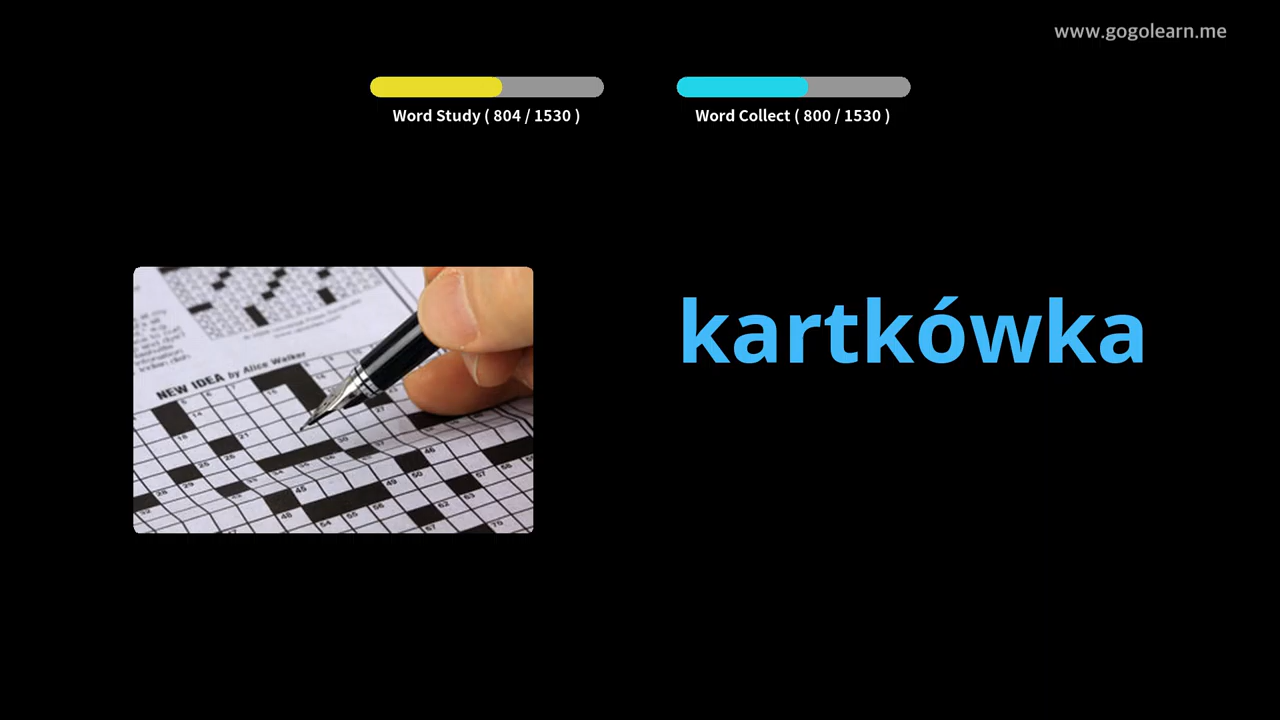 www.gogolearn.me
Word Study ( 804 / 1530 )
Word Collect ( 800 / 1530 )
kartkówka
NEW IDEA by Alice Walker